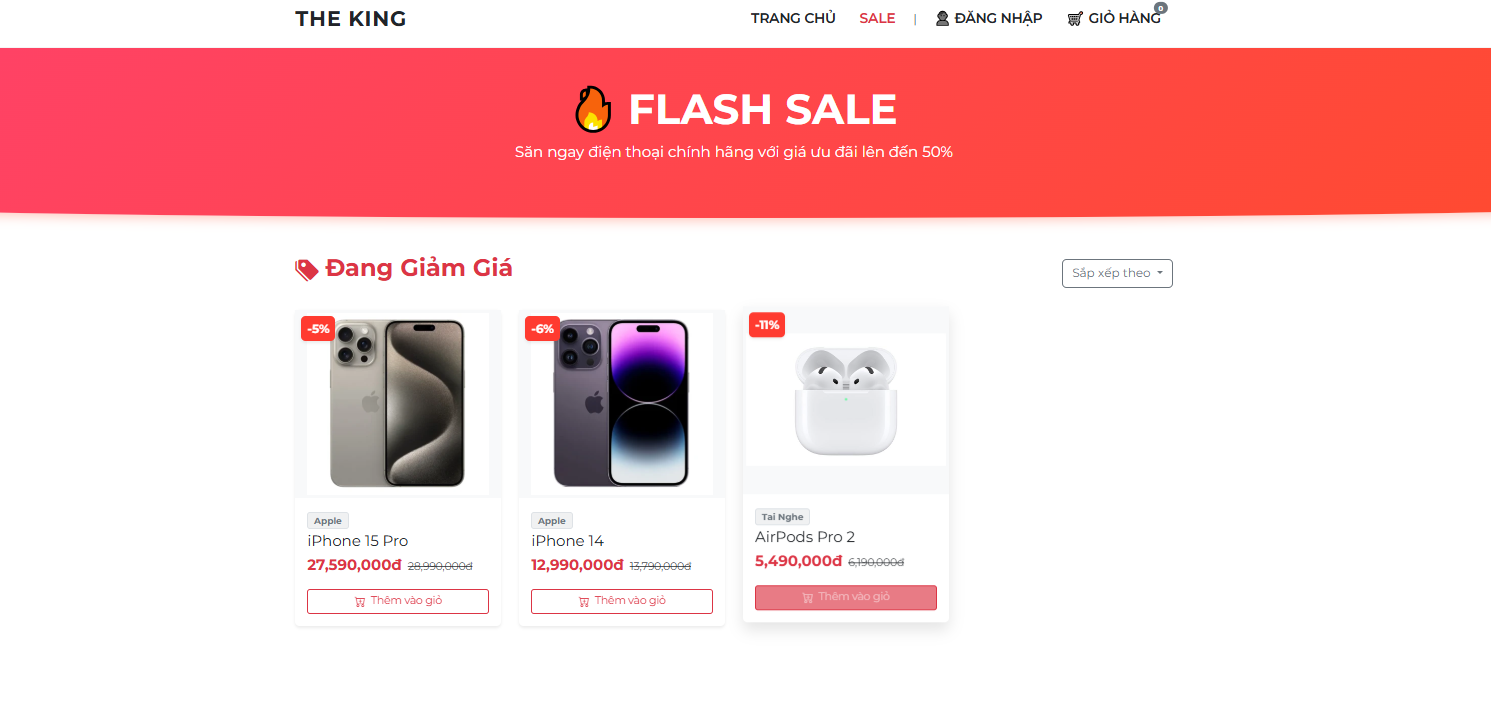 THE KING
TRANG CHỦ SALE | ĐĂNG NHẬP GIỎ HÀNG 0
FLASH SALE
Săn ngay điện thoại chính hãng với giá ưu đãi lên đến 50%
Đang Giảm Giá
Sắp xếp theo
-5%
Apple
iPhone 15 Pro
27,590,000đ 28,990,000đ
Thêm vào giỏ
-6%
Apple
iPhone 14
12,990,000đ 13,790,000đ
Thêm vào giỏ
-11%
Tai Nghe
AirPods Pro 2
5,490,000đ 6,190,000đ
Thêm vào giỏ